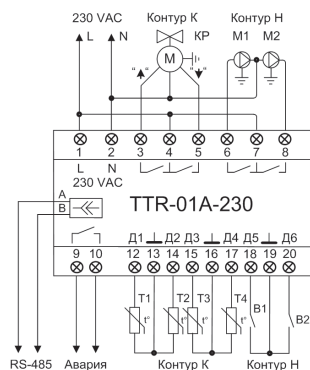 230 VAC Контур К Контур Н
L N КР М1 М2
M
"▲" "▼"
1 2 3 4 5 6 7 8
L N
230 VAC
A
B
TTR-01A-230
Д1 Д2 Д3 Д4 Д5 Д6
9 10 12 13 14 15 16 17 18 19 20
T1 T2 T3 T4 B1
t° t° t° t° B2
RS-485 Авария Контур К Контур Н